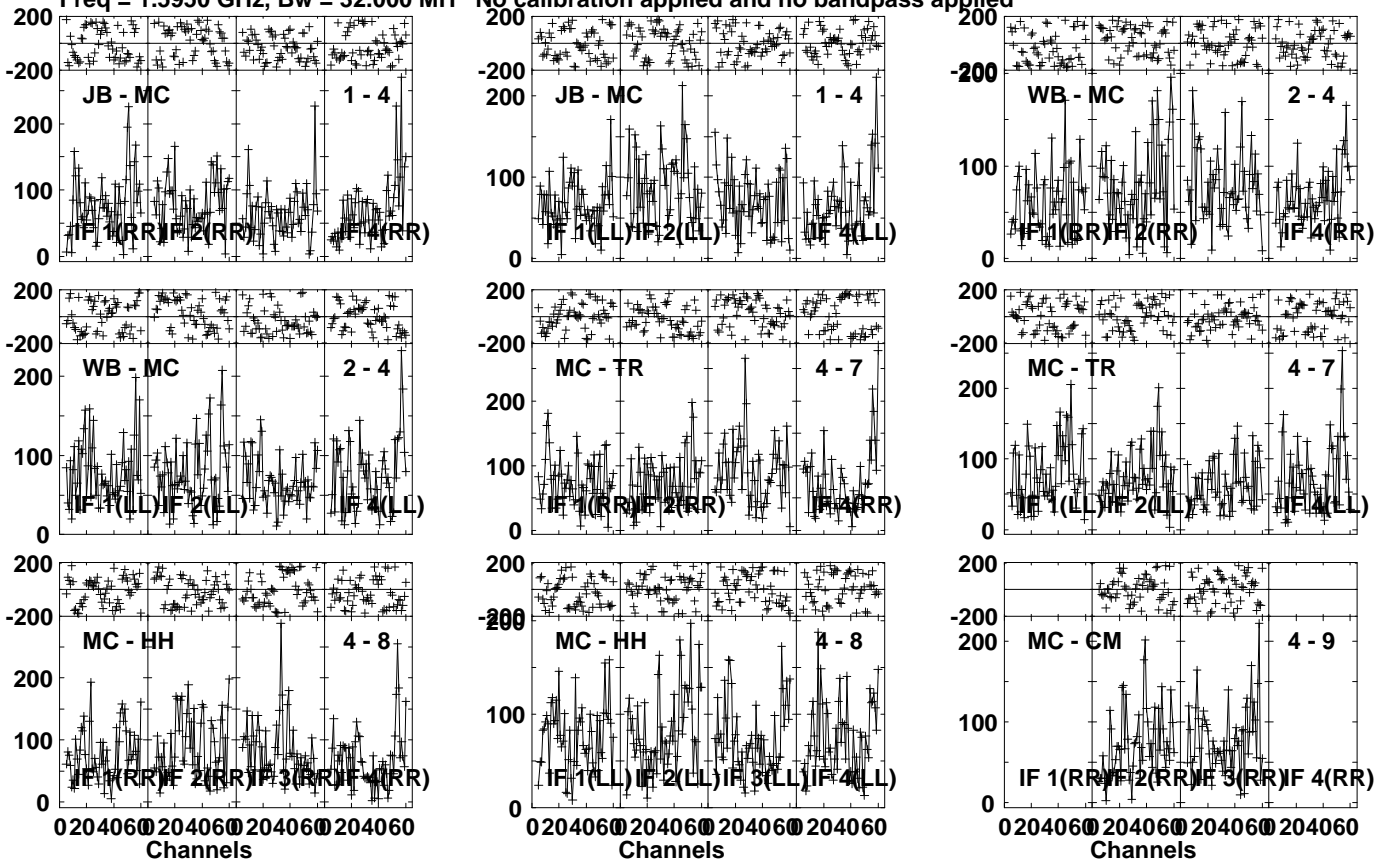 Freq = 1.5950 GHz, Bw = 32.000 MH No calibration applied and no bandpass applied
200 200 200
-200 -200 -200
JB - MC 1 - 4 JB - MC 1 - 4 WB - MC 2 - 4
200 200 200
100 100 100
IF 1(RR) IF 2(RR) IF 4(RR) IF 1(LL) IF 2(LL) IF 4(LL) IF 1(RR) IF 2(RR) IF 4(RR)
0 0 0
200 200 200
-200 -200 -200
WB - MC 2 - 4 MC - TR 4 - 7 MC - TR 4 - 7
200 200 200
100 100 100
IF 1(LL) IF 2(LL) IF 4(LL) IF 1(RR) IF 2(RR) IF 4(RR) IF 1(LL) IF 2(LL) IF 4(LL)
0 0 0
200 200 200
-200 -200 -200
MC - HH 4 - 8 MC - HH 4 - 8 MC - CM 4 - 9
200 200 200
100 100 100
IF 1(RR) IF 2(RR) IF 3(RR) IF 4(RR) IF 1(LL) IF 2(LL) IF 3(LL) IF 4(LL) IF 1(RR) IF 2(RR) IF 3(RR) IF 4(RR)
0 0 0
0 20 40 60 0 20 40 60 0 20 40 60 0 20 40 60 0 20 40 60 0 20 40 60 0 20 40 60 0 20 40 60 0 20 40 60 0 20 40 60 0 20 40 60 0 20 40 60
Channels Channels Channels